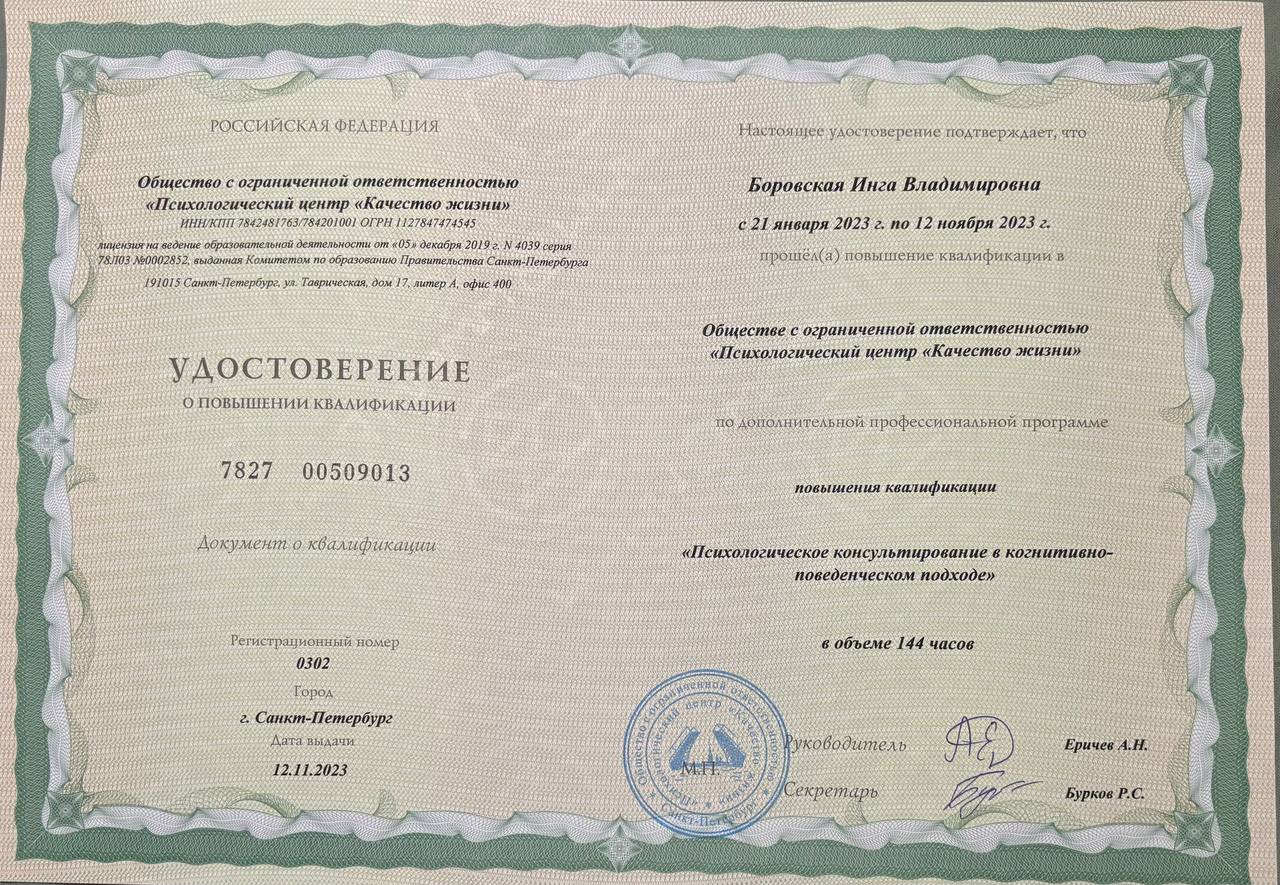 РОССИЙСКАЯ ФЕДЕРАЦИЯ
Общество с ограниченной ответственностью
«Психологический центр «Качество жизни»
ИНН/КПП 7842481763/784201001 ОГРН 1127847474545
лицензия на ведение образовательной деятельности от «05» декабря 2019 г. N 4039 серия
78Л03 №0002852, выданная Комитетом по образованию Правительства Санкт-Петербурга
191015 Санкт-Петербург, ул. Таврическая, дом 17, литер А, офис 400
УДОСТОВЕРЕНИЕ
О ПОВЫШЕНИИ КВАЛИФИКАЦИИ
7827 00509013
Документ о квалификации
Регистрационный номер
0302
Город
г. Санкт-Петербург
Дата выдачи
12.11.2023
Настоящее удостоверение подтверждает, что
Боровская Инга Владимировна
с 21 января 2023 г. по 12 ноября 2023 г.
прошёл(а) повышение квалификации в
Обществе с ограниченной ответственностью
«Психологический центр «Качество жизни»
по дополнительной профессиональной программе
повышения квалификации
«Психологическое консультирование в когнитивно-
поведенческом подходе»
в объеме 144 часов
Общество с ограниченной ответственностью
«Психологический центр «Качество жизни»
Санкт-Петербург
М.П.
Руководитель
Еричев А.Н.
Секретарь
Бурков Р.С.